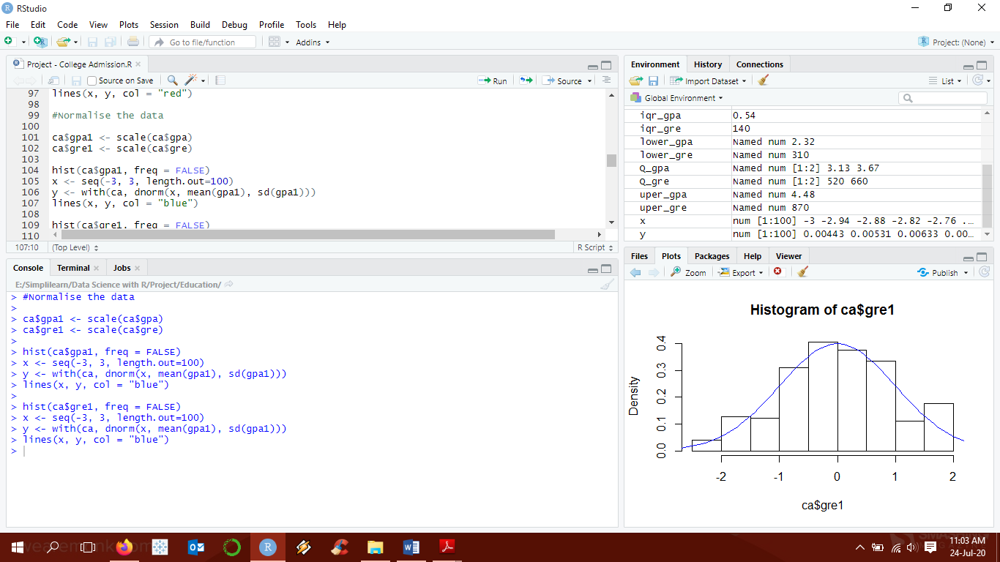 RStudio
File Edit Code View Plots Session Build Debug Profile Tools Help
Go to file/function
Addins
Project: (None)
Project - College Admission.R
Source on Save
Run
Source
97 lines(x, y, col = "red")
98
99 #Normalise the data
100
101 ca$gpa1 <- scale(ca$gpa)
102 ca$gre1 <- scale(ca$gre)
103
104 hist(ca$gpa1, freq = FALSE)
105 x <- seq(-3, 3, length.out=100)
106 y <- with(ca, dnorm(x, mean(gpa1), sd(gpa1)))
107 lines(x, y, col = "blue")
108
109 hist(ca$gre1, freq = FALSE)
110
107:10 (Top Level) R Script
Console Terminal Jobs
E:/Simplilearn/Data Science with R/Project/Education/
> #Normalise the data
>
> ca$gpa1 <- scale(ca$gpa)
> ca$gre1 <- scale(ca$gre)
>
> hist(ca$gpa1, freq = FALSE)
> x <- seq(-3, 3, length.out=100)
> y <- with(ca, dnorm(x, mean(gpa1), sd(gpa1)))
> lines(x, y, col = "blue")
>
> hist(ca$gre1, freq = FALSE)
> x <- seq(-3, 3, length.out=100)
> y <- with(ca, dnorm(x, mean(gpa1), sd(gpa1)))
> lines(x, y, col = "blue")
>
Environment History Connections
Import Dataset
List
Global Environment
iqr_gpa 0.54
iqr_gre 140
lower_gpa Named num 2.32
lower_gre Named num 310
Q_gpa Named num [1:2] 3.13 3.67
Q_gre Named num [1:2] 520 660
uper_gpa Named num 4.48
uper_gre Named num 870
x num [1:100] -3 -2.94 -2.88 -2.82 -2.76 ...
y num [1:100] 0.00443 0.00531 0.00633 0.00...
Files Plots Packages Help Viewer
Zoom Export Publish
Histogram of ca$gre1
Density
0.4
0.3
0.2
0.1
0.0
-2 -1 0 1 2
ca$gre1
11:03 AM
24-Jul-20